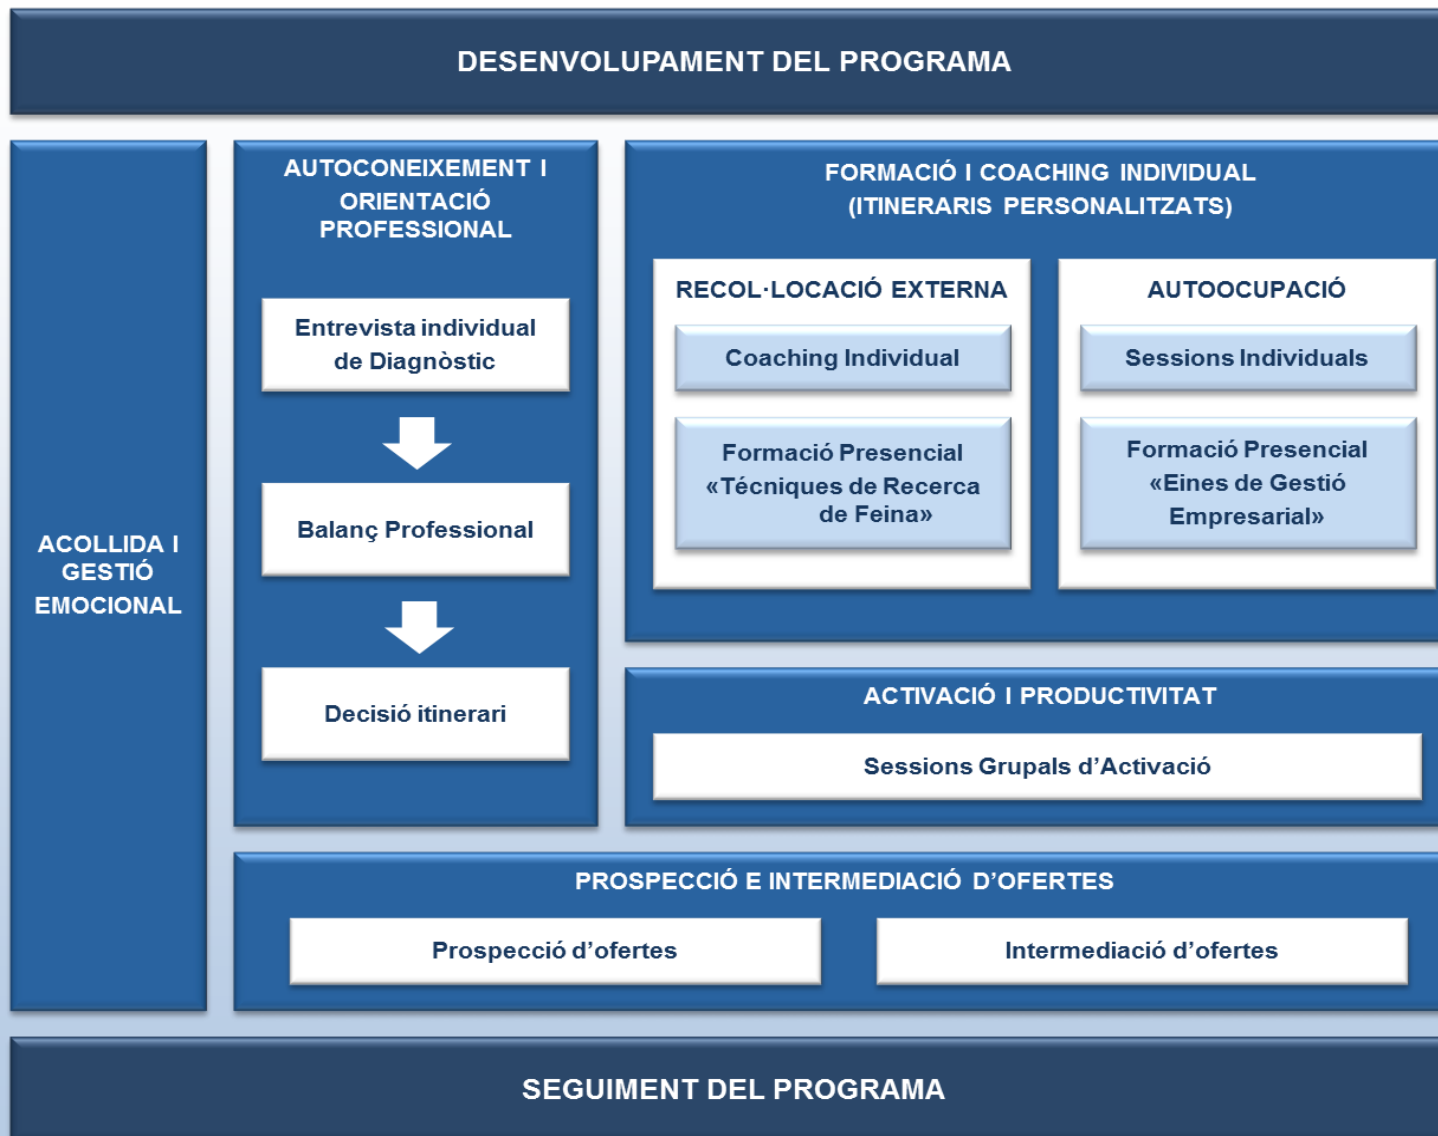 DESENVOLUPAMENT DEL PROGRAMA
ACOLLIDA I
GESTIÓ
EMOCIONAL
AUTOCONEIXEMENT I
ORIENTACIÓ
PROFESSIONAL
Entrevista individual
de Diagnòstic
Balanç Professional
Decisió itinerari
FORMACIÓ I COACHING INDIVIDUAL
(ITINERARIS PERSONALITZATS)
RECOL·LOCACIÓ EXTERNA
Coaching Individual
Formació Presencial
«Técniques de Recerca
de Feina»
AUTOOCUPACIÓ
Sessions Individuals
Formació Presencial
«Eines de Gestió
Empresarial»
ACTIVACIÓ I PRODUCTIVITAT
Sessions Grupals d’Activació
PROSPECCIÓ E INTERMEDIACIÓ D’OFERTES
Prospecció d’ofertes
Intermediació d’ofertes
SEGUIMENT DEL PROGRAMA